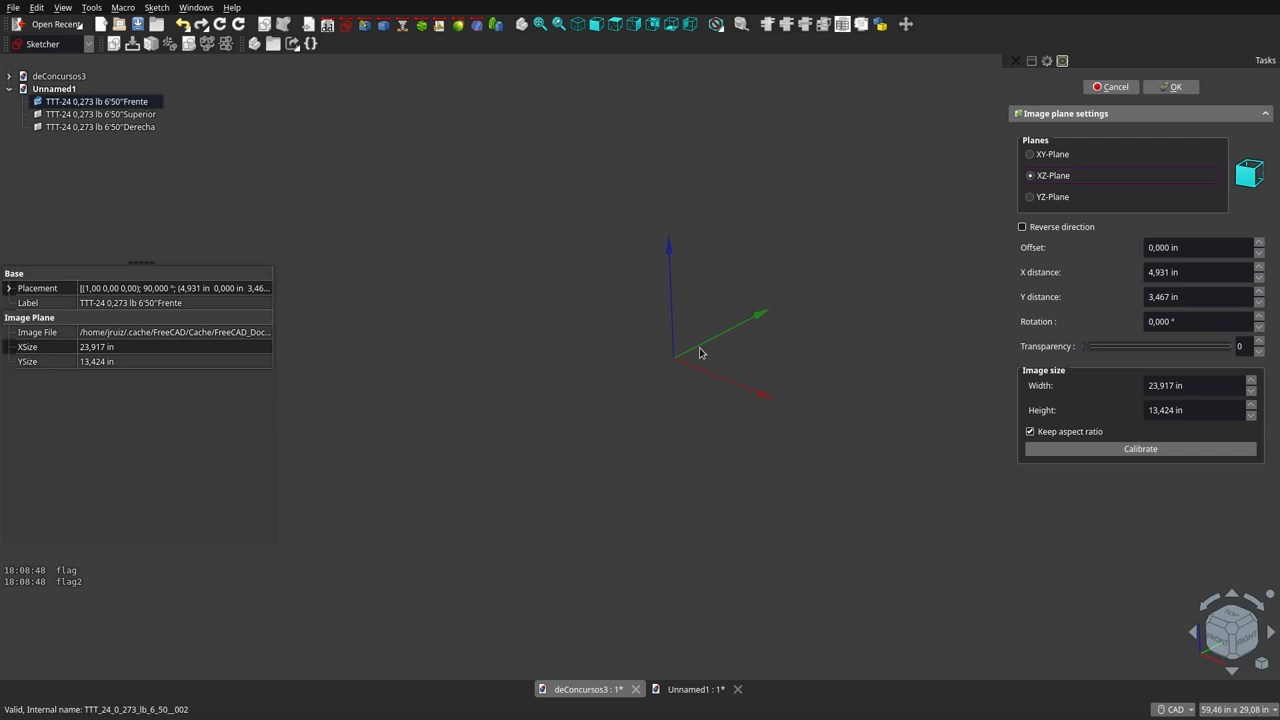 File Edit View Tools Macro Sketch Windows Help
Open Recent
Sketcher
Tasks
deConcursos3
Unnamed1
TTT-24 0,273 lb 6'50''Frente
TTT-24 0,273 lb 6'50''Superior
TTT-24 0,273 lb 6'50''Derecha
Cancel
OK
Image plane settings
Planes
XY-Plane
XZ-Plane
YZ-Plane
Reverse direction
Offset: 0,000 in
X distance: 4,931 in
Y distance: 3,467 in
Rotation : 0,000 °
Transparency : 0
Image size
Width: 23,917 in
Height: 13,424 in
Keep aspect ratio
Calibrate
Base
Placement [(1,00 0,00 0,00); 90,000 °; (4,931 in 0,000 in 3,46...
Label TTT-24 0,273 lb 6'50''Frente
Image Plane
Image File /home/jruiz/.cache/FreeCAD/Cache/FreeCAD_Doc...
XSize 23,917 in
YSize 13,424 in
18:08:48 flag
18:08:48 flag2
TOP
FRONT
RIGHT
deConcursos3 : 1*
Unnamed1 : 1*
Valid, Internal name: TTT_24_0_273_lb_6_50__002
CAD
59,46 in x 29,08 in